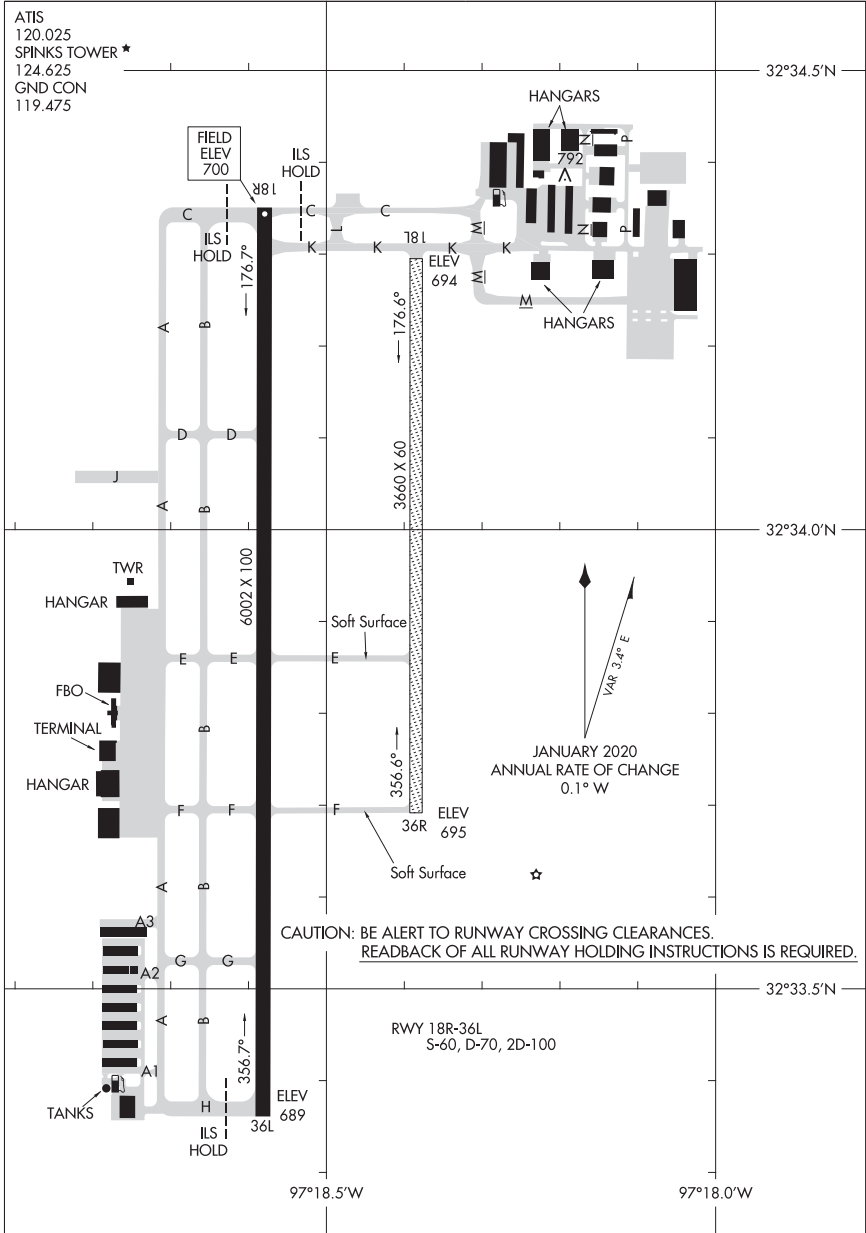 ATIS
120.025
SPINKS TOWER
124.625
GND CON
119.475
32°34.5'N
HANGARS
FIELD
ELEV
700
ILS
HOLD
792
N
P
18R
C
C
C
L
ILS
HOLD
K
K
K
K
M
18L
N
P
ELEV
694
M
M
HANGARS
176.7°
176.6°
A
B
D
D
3660 X 60
J
A
B
32°34.0'N
TWR
HANGAR
6002 X 100
Soft Surface
E
E
E
VAR 3.4° E
FBO
TERMINAL
B
HANGAR
356.6°
JANUARY 2020
ANNUAL RATE OF CHANGE
0.1° W
F
F
F
36R
ELEV
695
Soft Surface
A
B
A3
CAUTION: BE ALERT TO RUNWAY CROSSING CLEARANCES.
READBACK OF ALL RUNWAY HOLDING INSTRUCTIONS IS REQUIRED.
G
G
A2
32°33.5'N
A
B
356.7°
RWY 18R-36L
S-60, D-70, 2D-100
A1
TANKS
H
ELEV
689
36L
ILS
HOLD
97°18.5'W
97°18.0'W